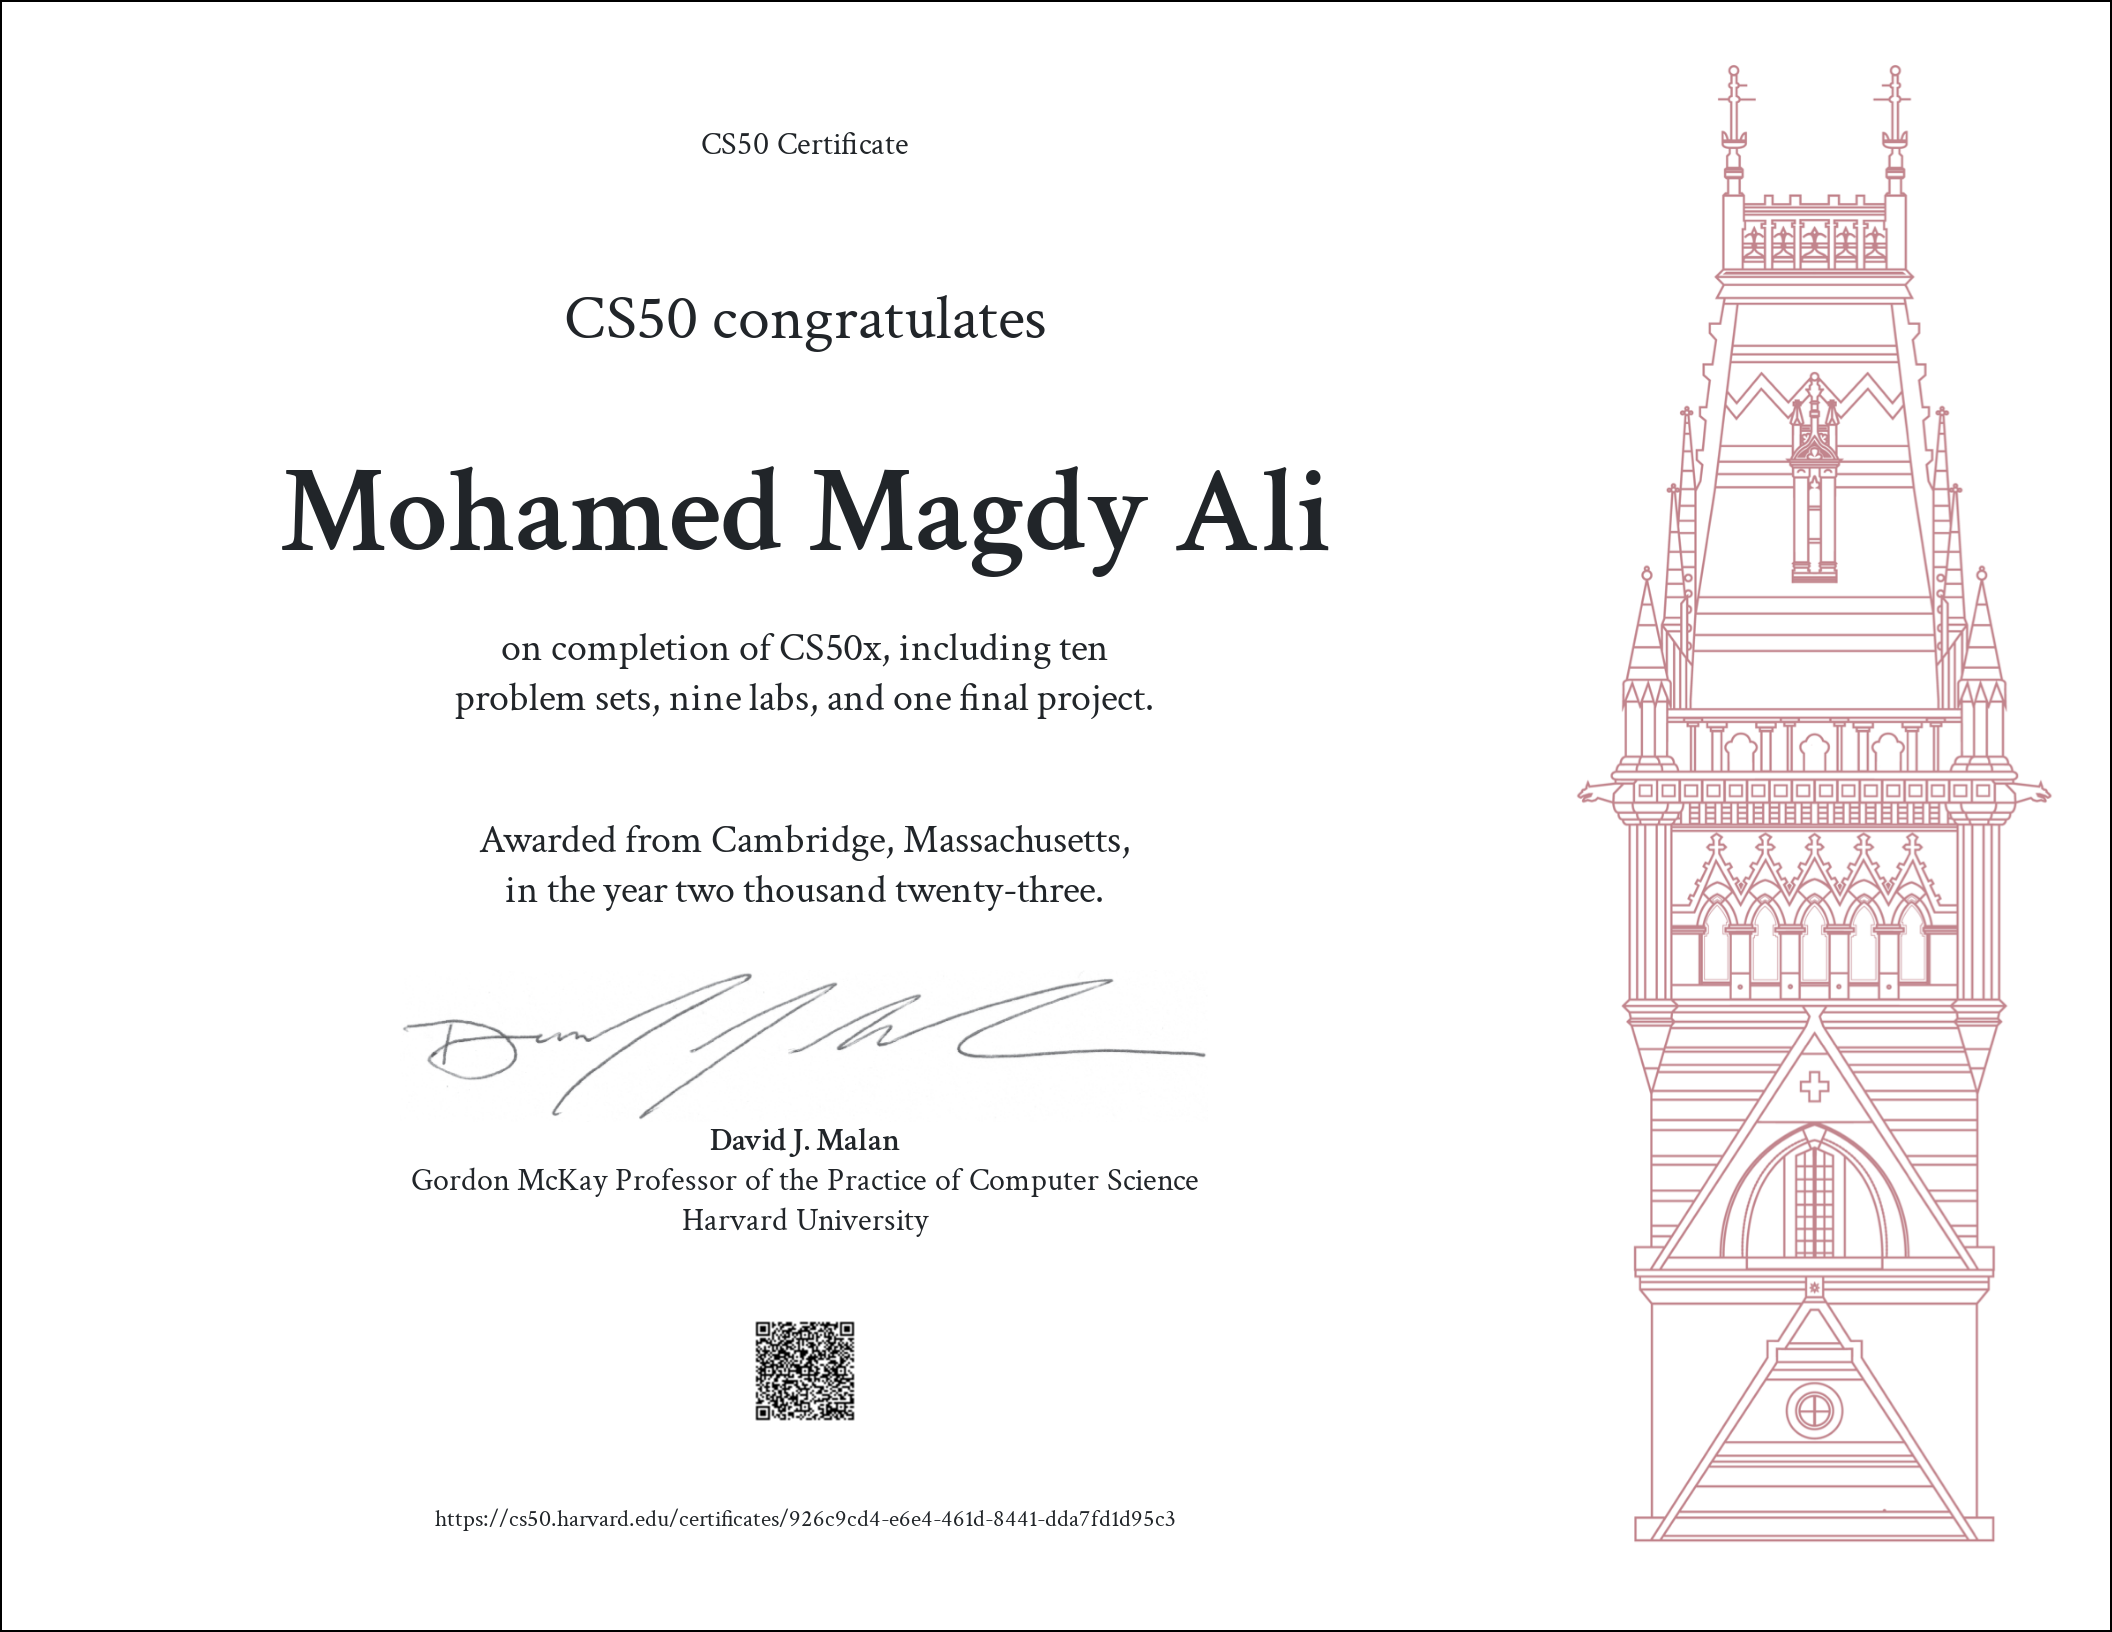 CS50 Certificate
CS50 congratulates
Mohamed Magdy Ali
on completion of CS50x, including ten
problem sets, nine labs, and one final project.
Awarded from Cambridge, Massachusetts,
in the year two thousand twenty-three.
David J. Malan
Gordon McKay Professor of the Practice of Computer Science
Harvard University
https://cs50.harvard.edu/certificates/926c9cd4-e6e4-461d-8441-dda7fd1d95c3